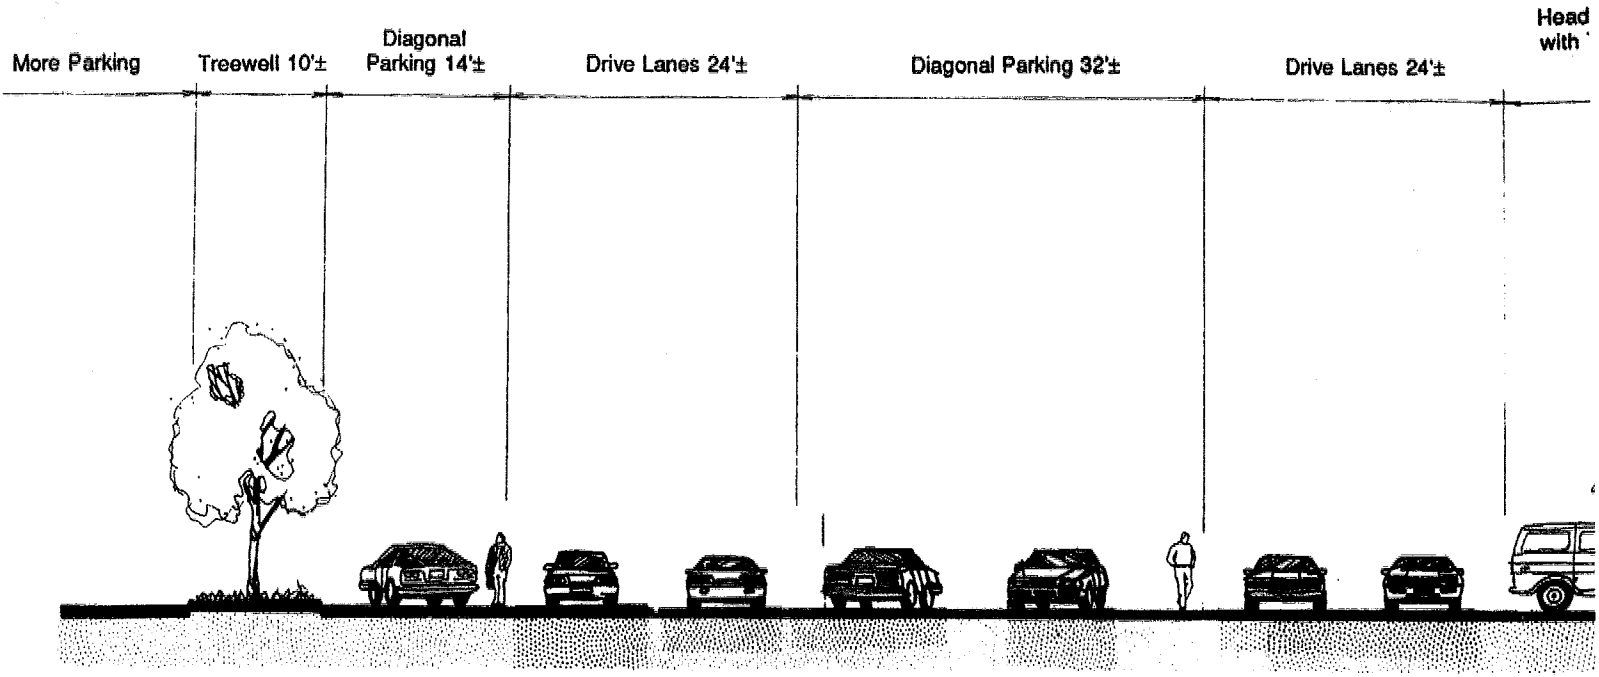 More Parking
Treewell 10'±
Diagonal
Parking 14'±
Drive Lanes 24'±
Diagonal Parking 32'±
Drive Lanes 24'±
Head
with